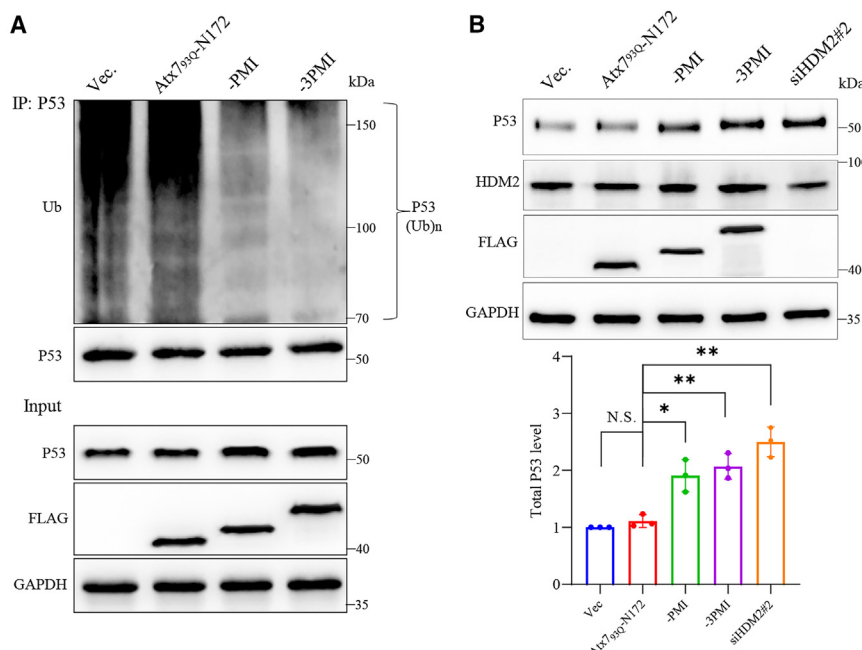 A
Vec.
Atx7₉₃Q-N172
-PMI
-3PMI
kDa
IP: P53
150
Ub
P53
(Ub)n
100
70
P53
50
Input
P53
50
FLAG
40
GAPDH
35
B
Vec.
Atx7₉₃Q-N172
-PMI
-3PMI
siHDM2#2
kDa
P53
50
100
HDM2
FLAG
40
GAPDH
35
Total P53 level
4
3
2
1
0
N.S.
*
**
**
Vec
Atx7₉₃Q-N172
-PMI
-3PMI
siHDM2#2